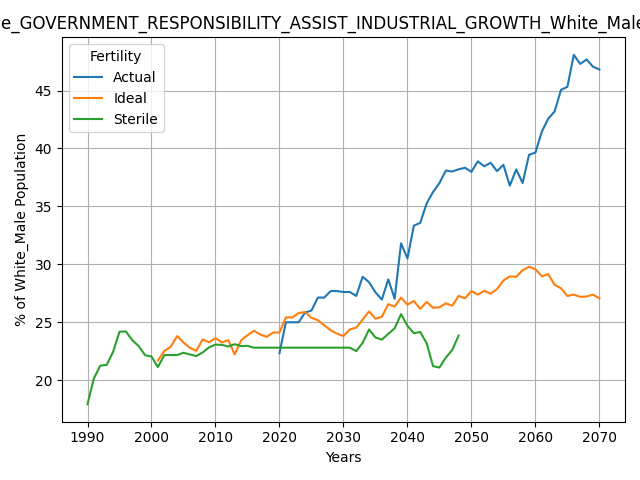 e_GOVERNMENT_RESPONSIBILITY_ASSIST_INDUSTRIAL_GROWTH_White_Male
Fertility
Actual
Ideal
Sterile
% of White_Male Population
45
40
35
30
25
20
1990
2000
2010
2020
2030
2040
2050
2060
2070
Years